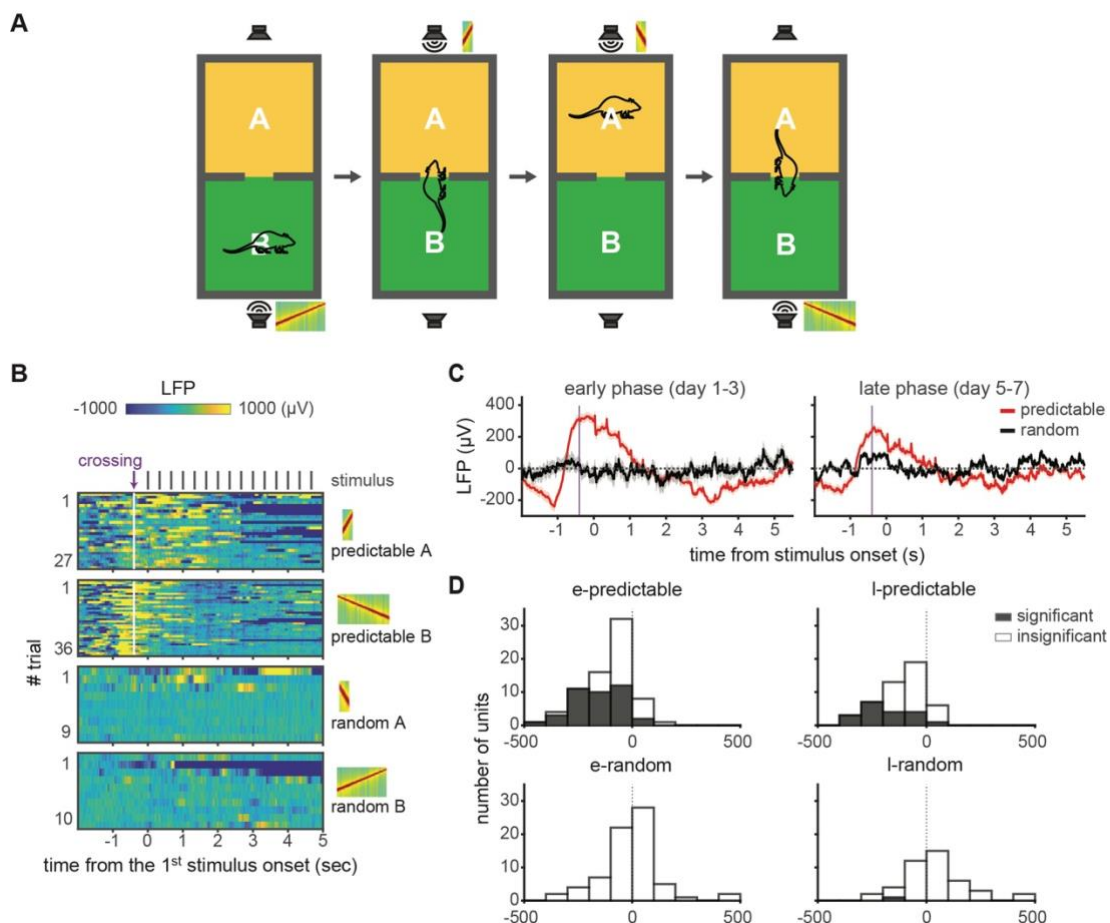 A
A
B
A
B
A
B
A
B
B
LFP
-1000 1000 (µV)
crossing
stimulus
1
27
predictable A
1
36
predictable B
1
9
random A
1
10
random B
# trial
-1 0 1 2 3 4 5
time from the 1st stimulus onset (sec)
C
early phase (day 1-3)
late phase (day 5-7)
predictable
random
400
200
0
-200
LFP (µV)
-1 0 1 2 3 4 5
-1 0 1 2 3 4 5
time from stimulus onset (s)
D
e-predictable
l-predictable
significant
insignificant
30
20
10
0
-500 0 500
-500 0 500
e-random
l-random
number of units
30
20
10
0
-500 0 500
-500 0 500